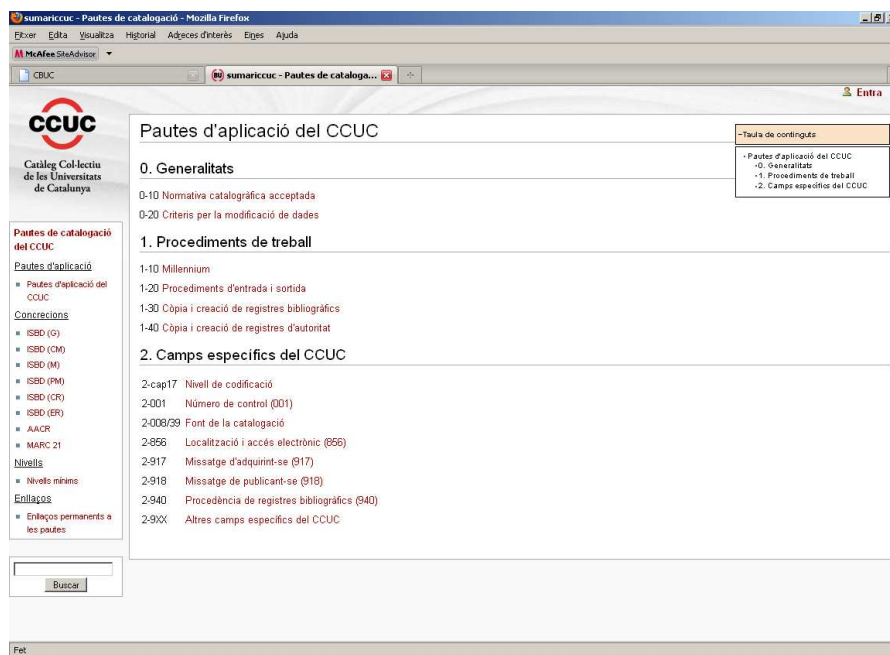 sumariccuc - Pautes de catalogació - Mozilla Firefox
Fitxer Edita Visualitza Historial Adreces d'interès Eines Ajuda
McAfee SiteAdvisor
CBUC
sumariccuc - Pautes de cataloga...
Entra
CCUC
Catàleg Col·lectiu
de les Universitats
de Catalunya
Pautes de catalogació
del CCUC
Pautes d'aplicació
Pautes d'aplicació del
CCUC
Concrecions
ISBD (G)
ISBD (CM)
ISBD (M)
ISBD (PM)
ISBD (CR)
ISBD (ER)
AACR
MARC 21
Nivells
Nivells mínims
Enllaços
Enllaços permanents a
les pautes
Buscar
Pautes d'aplicació del CCUC
0. Generalitats
0-10 Normativa catalogràfica acceptada
0-20 Criteris per la modificació de dades
1. Procediments de treball
1-10 Millennium
1-20 Procediments d'entrada i sortida
1-30 Còpia i creació de registres bibliogràfics
1-40 Còpia i creació de registres d'autoritat
2. Camps específics del CCUC
2-cap17 Nivell de codificació
2-001 Número de control (001)
2-008/39 Font de la catalogació
2-856 Localització i accés electrònic (856)
2-917 Missatge d'adquirint-se (917)
2-918 Missatge de publicant-se (918)
2-940 Procedència de registres bibliogràfics (940)
2-9XX Altres camps específics del CCUC
-Taula de continguts
Pautes d'aplicació del CCUC
0. Generalitats
1. Procediments de treball
2. Camps específics del CCUC
Fet